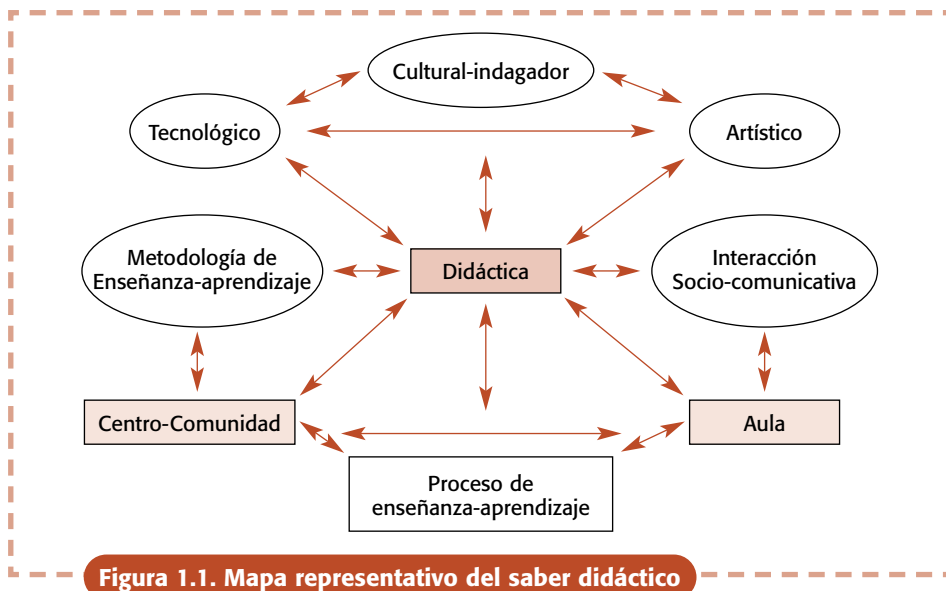 Cultural-indagador
Tecnológico
Artístico
Metodología de
Enseñanza-aprendizaje
Didáctica
Interacción
Socio-comunicativa
Centro-Comunidad
Aula
Proceso de
enseñanza-aprendizaje
Figura 1.1. Mapa representativo del saber didáctico